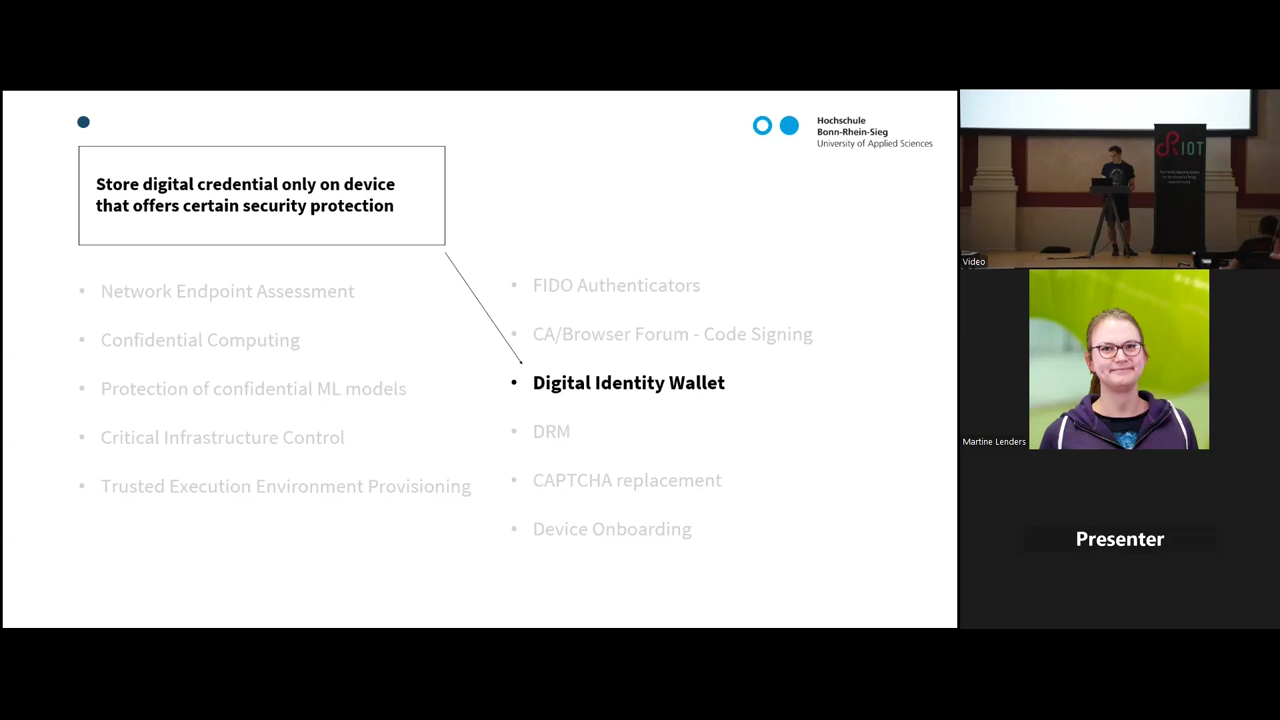 Hochschule
Bonn-Rhein-Sieg
University of Applied Sciences
Store digital credential only on device
that offers certain security protection
• Network Endpoint Assessment
• Confidential Computing
• Protection of confidential ML models
• Critical Infrastructure Control
• Trusted Execution Environment Provisioning
• FIDO Authenticators
• CA/Browser Forum - Code Signing
• Digital Identity Wallet
• DRM
• CAPTCHA replacement
• Device Onboarding
RIOT
Video
Martine Lenders
Presenter